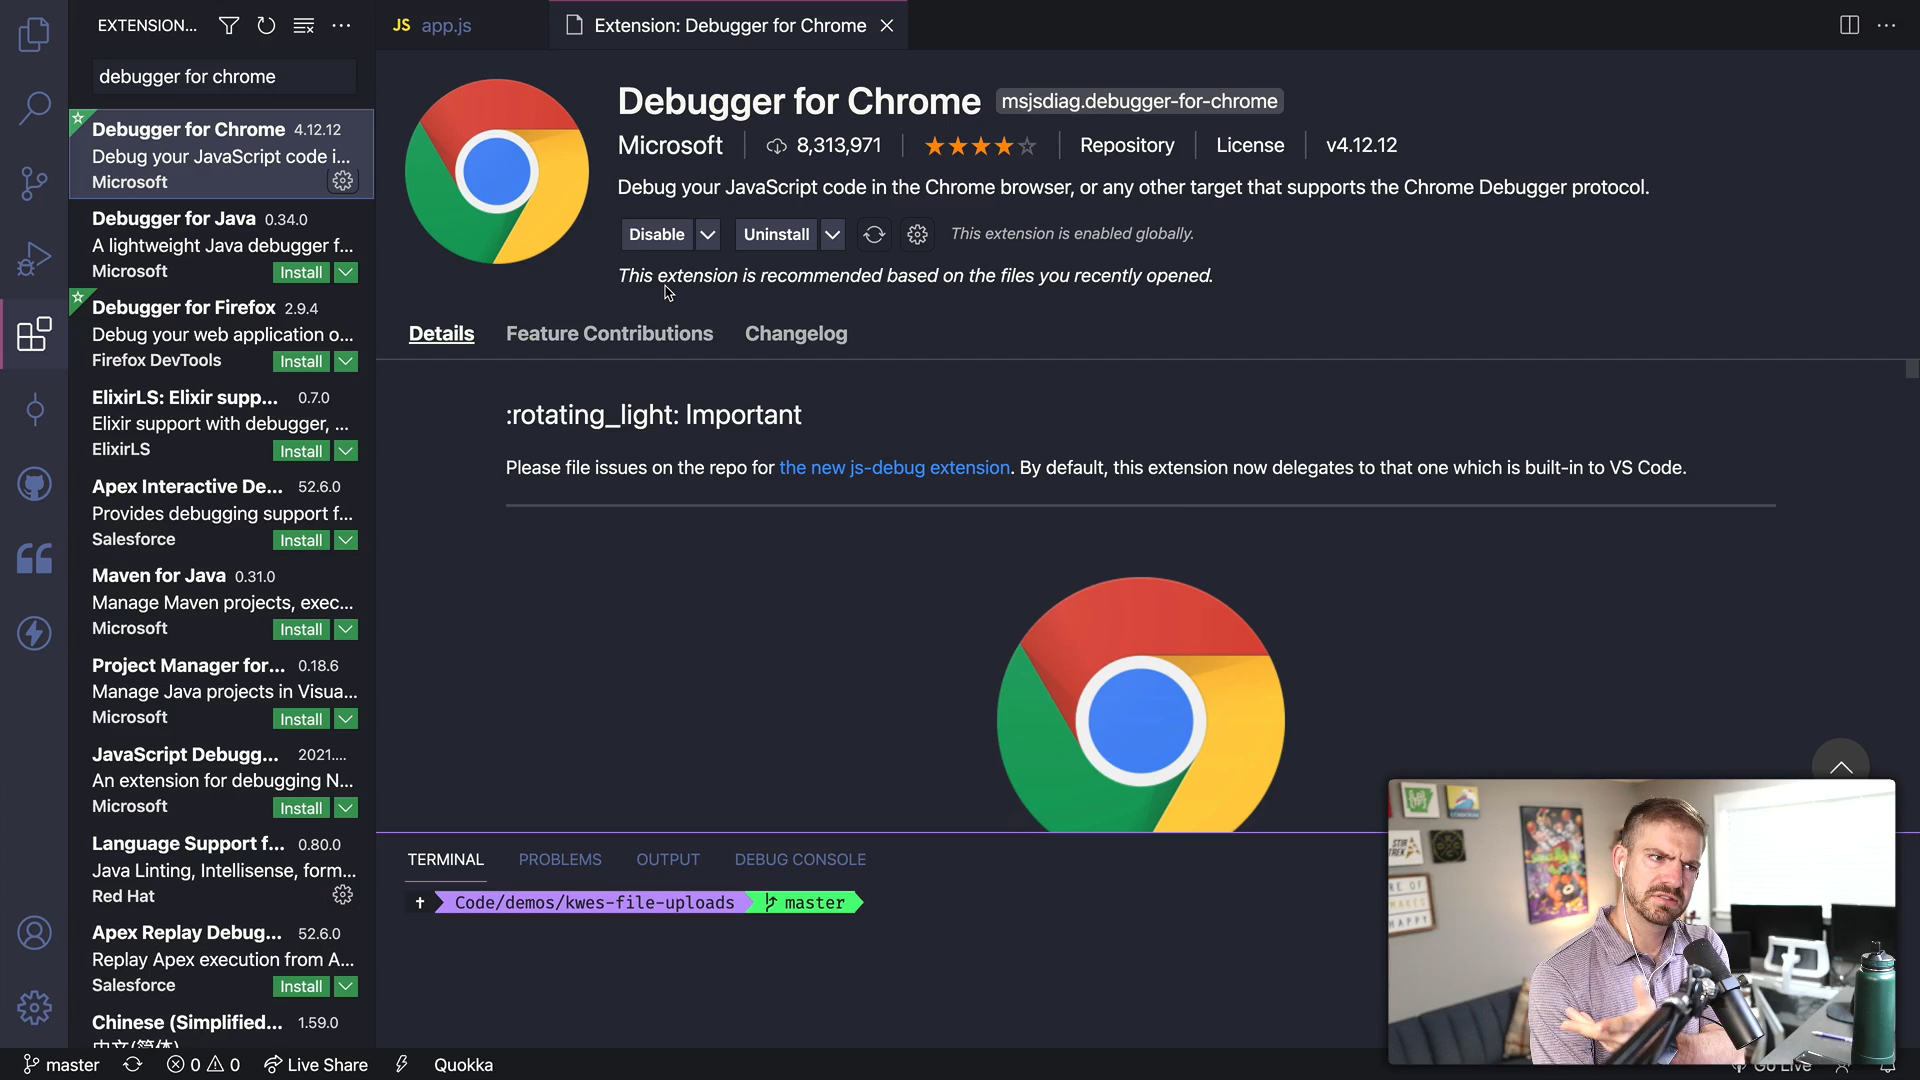 EXTENSION...
debugger for chrome
Debugger for Chrome 4.12.12
Debug your JavaScript code i...
Microsoft
Debugger for Java 0.34.0
A lightweight Java debugger f...
Microsoft Install
Debugger for Firefox 2.9.4
Debug your web application o...
Firefox DevTools Install
ElixirLS: Elixir supp... 0.7.0
Elixir support with debugger, ...
ElixirLS Install
Apex Interactive De... 52.6.0
Provides debugging support f...
Salesforce Install
Maven for Java 0.31.0
Manage Maven projects, exec...
Microsoft Install
Project Manager for... 0.18.6
Manage Java projects in Visua...
Microsoft Install
JavaScript Debugg... 2021....
An extension for debugging N...
Microsoft Install
Language Support f... 0.80.0
Java Linting, Intellisense, form...
Red Hat
Apex Replay Debug... 52.6.0
Replay Apex execution from A...
Salesforce Install
Chinese (Simplified... 1.59.0
中文(简体)
JS app.js
Extension: Debugger for Chrome
Debugger for Chrome msjsdiag.debugger-for-chrome
Microsoft 8,313,971 Repository License v4.12.12
Debug your JavaScript code in the Chrome browser, or any other target that supports the Chrome Debugger protocol.
Disable Uninstall This extension is enabled globally.
This extension is recommended based on the files you recently opened.
Details Feature Contributions Changelog
:rotating_light: Important
Please file issues on the repo for the new js-debug extension. By default, this extension now delegates to that one which is built-in to VS Code.
TERMINAL PROBLEMS OUTPUT DEBUG CONSOLE
Code/demos/kwes-file-uploads master
STAR TREK
MAKES
HAPPY
master 0 0 Live Share Quokka
Go Live